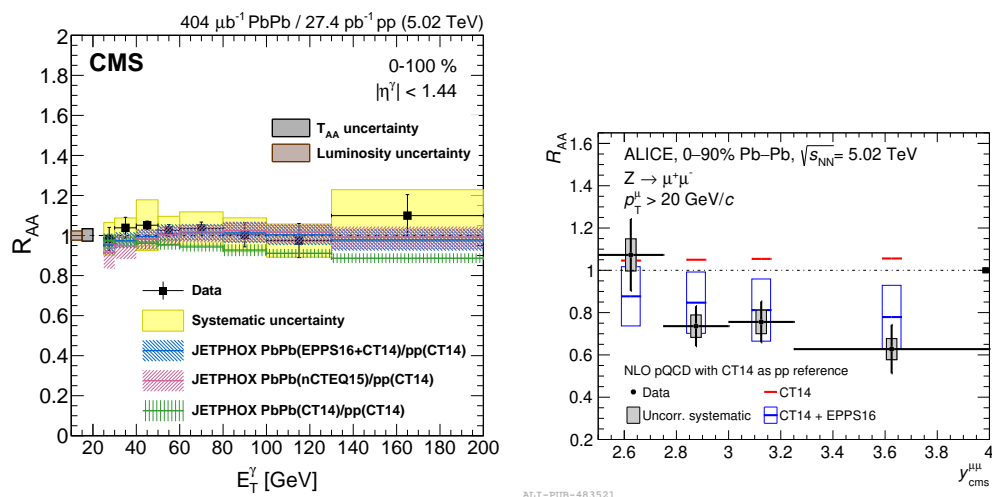 404 μb⁻¹ PbPb / 27.4 pb⁻¹ pp (5.02 TeV)
CMS
0-100 %
|η^γ| < 1.44
T_AA uncertainty
Luminosity uncertainty
Data
Systematic uncertainty
JETPHOX PbPb(EPPS16+CT14)/pp(CT14)
JETPHOX PbPb(nCTEQ15)/pp(CT14)
JETPHOX PbPb(CT14)/pp(CT14)
R_AA
2
1.8
1.6
1.4
1.2
1
0.8
0.6
0.4
0.2
0
20 40 60 80 100 120 140 160 180 200
E_T^γ [GeV]
R_AA
ALICE, 0–90% Pb–Pb, √s_NN = 5.02 TeV
Z → μ⁺μ⁻
p_T^μ > 20 GeV/c
1.6
1.4
1.2
1
0.8
0.6
0.4
0.2
NLO pQCD with CT14 as pp reference
Data
CT14
Uncorr. systematic
CT14 + EPPS16
2.6 2.8 3 3.2 3.4 3.6 3.8 4
y_cms^μμ
ALI-PUB-483521